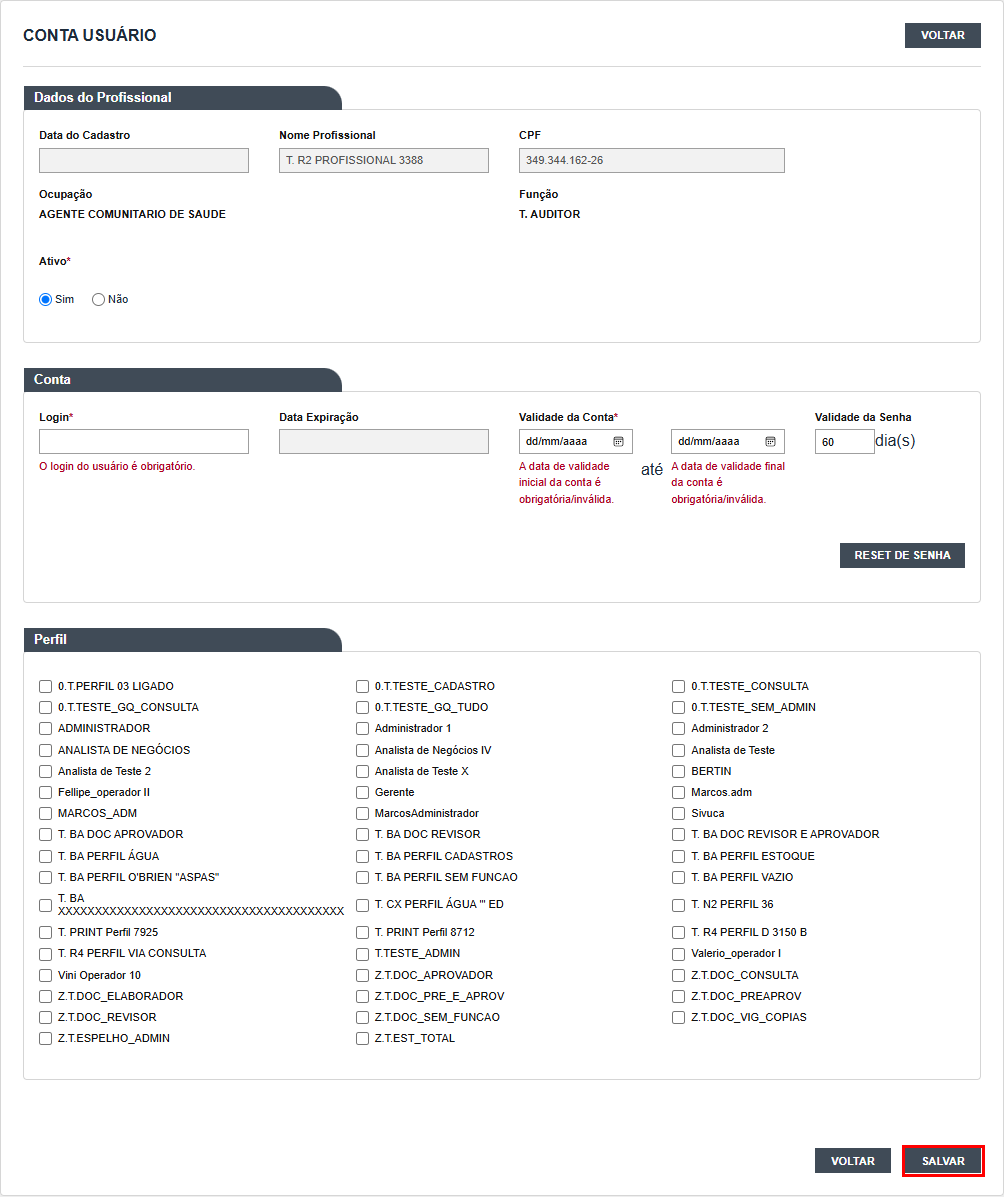 CONTA USUÁRIO
VOLTAR
Dados do Profissional
Data do Cadastro
Nome Profissional
CPF
T. R2 PROFISSIONAL 3388
349.344.162-26
Ocupação
Função
AGENTE COMUNITARIO DE SAUDE
T. AUDITOR
Ativo*
Sim
Não
Conta
Login*
Data Expiração
Validade da Conta*
Validade da Senha
dd/mm/aaaa
dd/mm/aaaa
60
dia(s)
O login do usuário é obrigatório.
A data de validade
inicial da conta é
obrigatória/inválida.
até
A data de validade final
da conta é
obrigatória/inválida.
RESET DE SENHA
Perfil
0.T.PERFIL 03 LIGADO
0.T.TESTE_CADASTRO
0.T.TESTE_CONSULTA
0.T.TESTE_GQ_CONSULTA
0.T.TESTE_GQ_TUDO
0.T.TESTE_SEM_ADMIN
ADMINISTRADOR
Administrador 1
Administrador 2
ANALISTA DE NEGÓCIOS
Analista de Negócios IV
Analista de Teste
Analista de Teste 2
Analista de Teste X
BERTIN
Fellipe_operador II
Gerente
Marcos.adm
MARCOS_ADM
MarcosAdministrador
Sivuca
T. BA DOC APROVADOR
T. BA DOC REVISOR
T. BA DOC REVISOR E APROVADOR
T. BA PERFIL ÁGUA
T. BA PERFIL CADASTROS
T. BA PERFIL ESTOQUE
T. BA PERFIL O'BRIEN "ASPAS"
T. BA PERFIL SEM FUNCAO
T. BA PERFIL VAZIO
T. BA
XXXXXXXXXXXXXXXXXXXXXXXXXXXXXXXXXXXXXXX
T. CX PERFIL ÁGUA '" ED
T. N2 PERFIL 36
T. PRINT Perfil 7925
T. PRINT Perfil 8712
T. R4 PERFIL D 3150 B
T. R4 PERFIL VIA CONSULTA
T.TESTE_ADMIN
Valerio_operador I
Vini Operador 10
Z.T.DOC_APROVADOR
Z.T.DOC_CONSULTA
Z.T.DOC_ELABORADOR
Z.T.DOC_PRE_E_APROV
Z.T.DOC_PREAPROV
Z.T.DOC_REVISOR
Z.T.DOC_SEM_FUNCAO
Z.T.DOC_VIG_COPIAS
Z.T.ESPELHO_ADMIN
Z.T.EST_TOTAL
VOLTAR
SALVAR